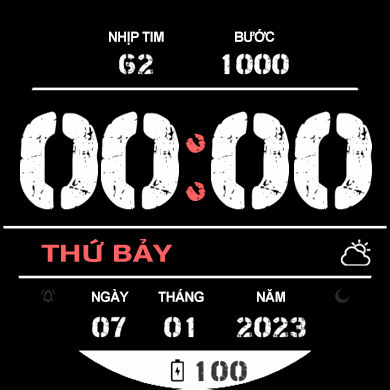 NHỊP TIM BƯỚC
62 1000
00:00
THỨ BẢY
NGÀY THÁNG NĂM
07 01 2023
100